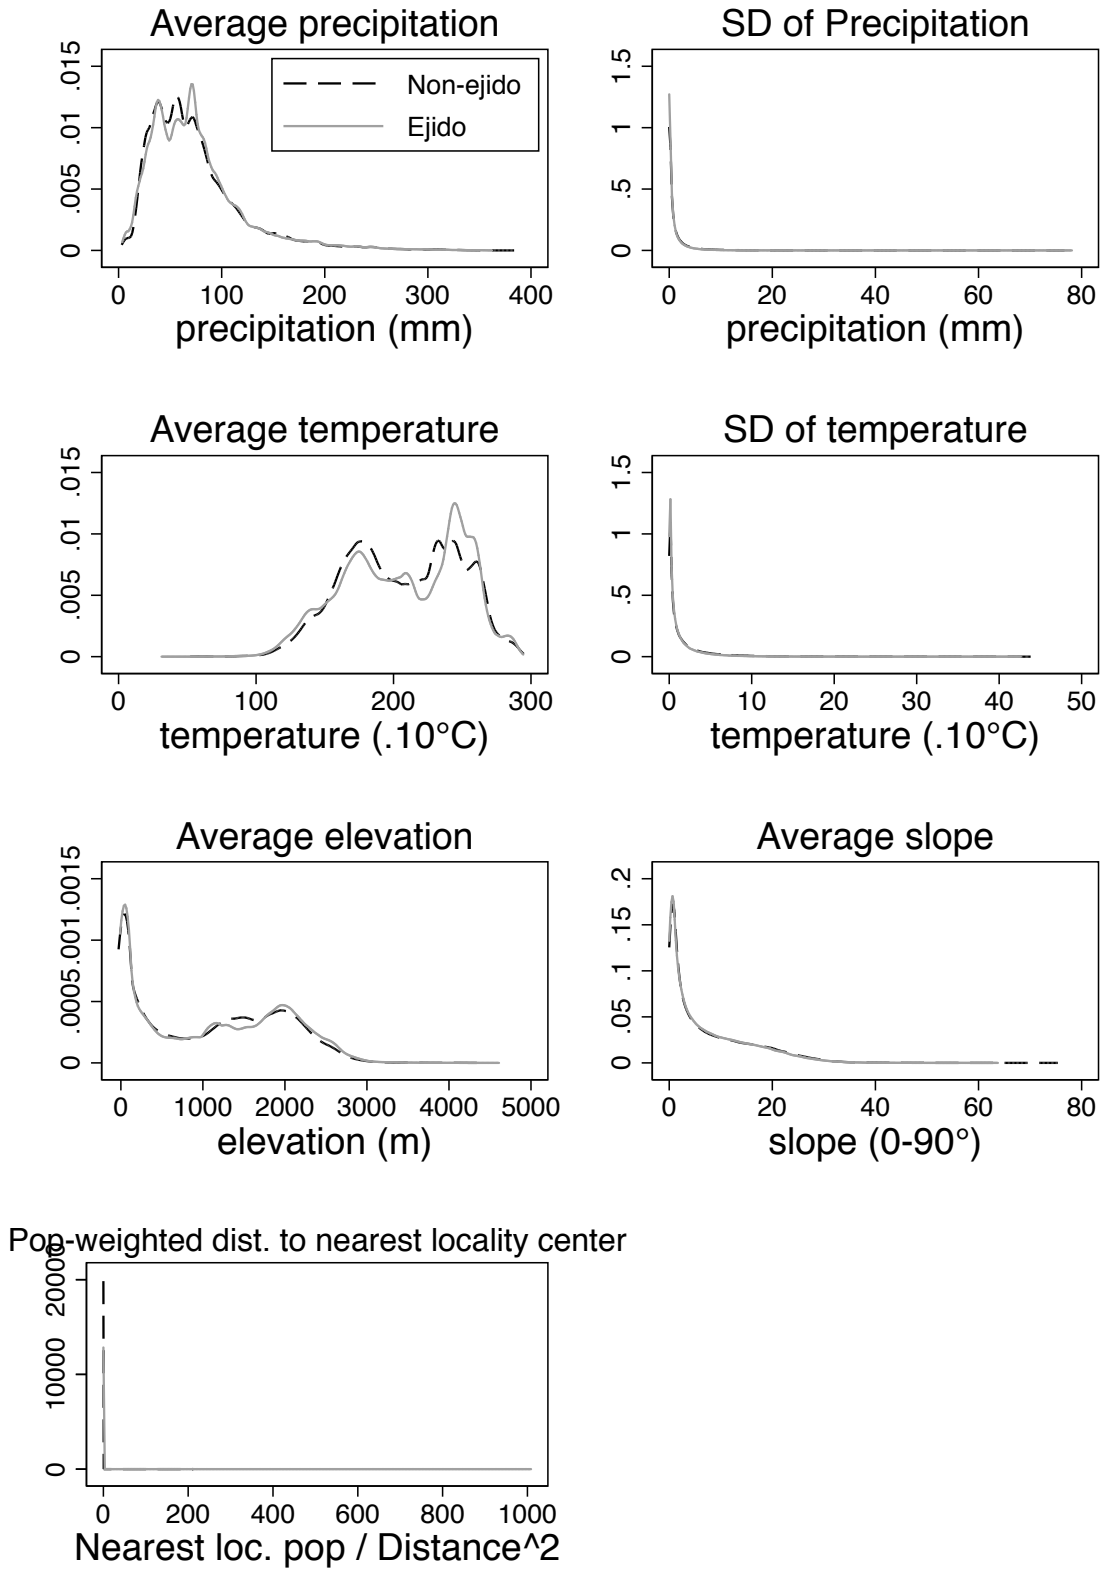 Average precipitation
.015
.01
.005
0
Non-ejido
Ejido
0 100 200 300 400
precipitation (mm)
SD of Precipitation
1.5
1
.5
0
0 20 40 60 80
precipitation (mm)
Average temperature
.015
.01
.005
0
0 100 200 300
temperature (.10°C)
SD of temperature
1.5
1
.5
0
0 10 20 30 40 50
temperature (.10°C)
Average elevation
.0015
.001
.0005
0
0 1000 2000 3000 4000 5000
elevation (m)
Average slope
.2
.15
.1
.05
0
0 20 40 60 80
slope (0-90°)
Pop-weighted dist. to nearest locality center
20000
10000
0
0 200 400 600 800 1000
Nearest loc. pop / Distance^2